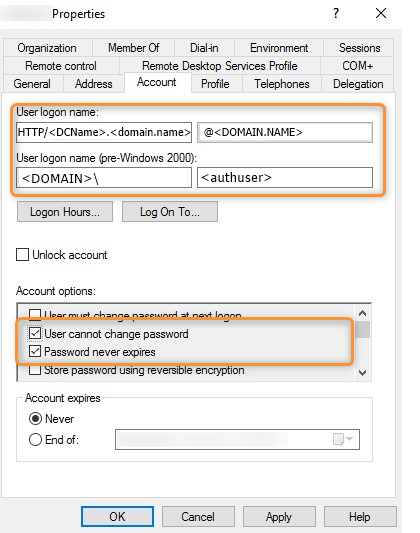 Properties
Organization Member Of Dial-in Environment Sessions
Remote control Remote Desktop Services Profile COM+
General Address Account Profile Telephones Delegation
User logon name:
HTTP/<DCName>.<domain.name> @<DOMAIN.NAME>
User logon name (pre-Windows 2000):
<DOMAIN>\ <authuser>
Logon Hours... Log On To...
Unlock account
Account options:
User must change password at next logon
User cannot change password
Password never expires
Store password using reversible encryption
Account expires
Never
End of:
OK Cancel Apply Help